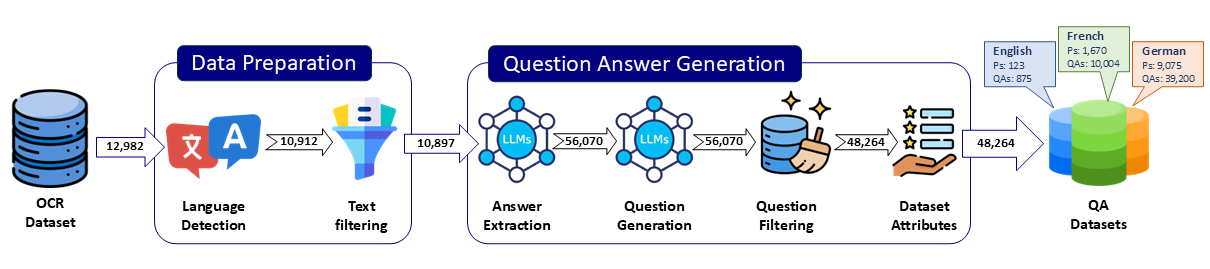 Data Preparation
Question Answer Generation
English
Ps: 123
QAs: 875
French
Ps: 1,670
QAs: 10,004
German
Ps: 9,075
QAs: 39,200
12,982
文
A
10,912
10,897
LLMs
56,070
LLMs
56,070
48,264
48,264
OCR
Dataset
Language
Detection
Text
filtering
Answer
Extraction
Question
Generation
Question
Filtering
Dataset
Attributes
QA
Datasets